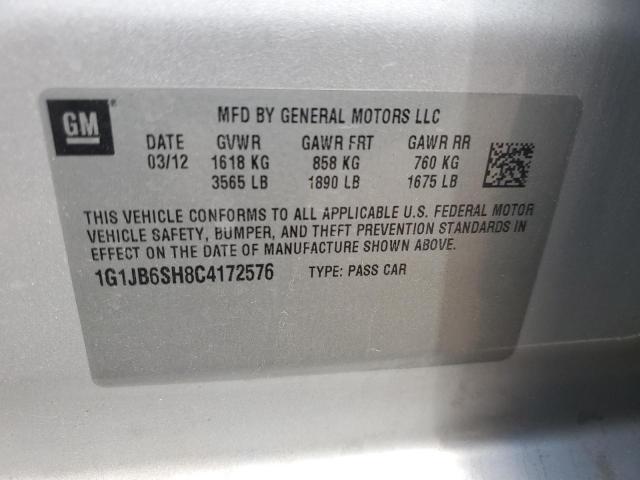 GM
MFD BY GENERAL MOTORS LLC
DATE GVWR GAWR FRT GAWR RR
03/12 1618 KG 858 KG 760 KG
3565 LB 1890 LB 1675 LB
THIS VEHICLE CONFORMS TO ALL APPLICABLE U.S. FEDERAL MOTOR
VEHICLE SAFETY, BUMPER, AND THEFT PREVENTION STANDARDS IN
EFFECT ON THE DATE OF MANUFACTURE SHOWN ABOVE.
1G1JB6SH8C4172576 TYPE: PASS CAR